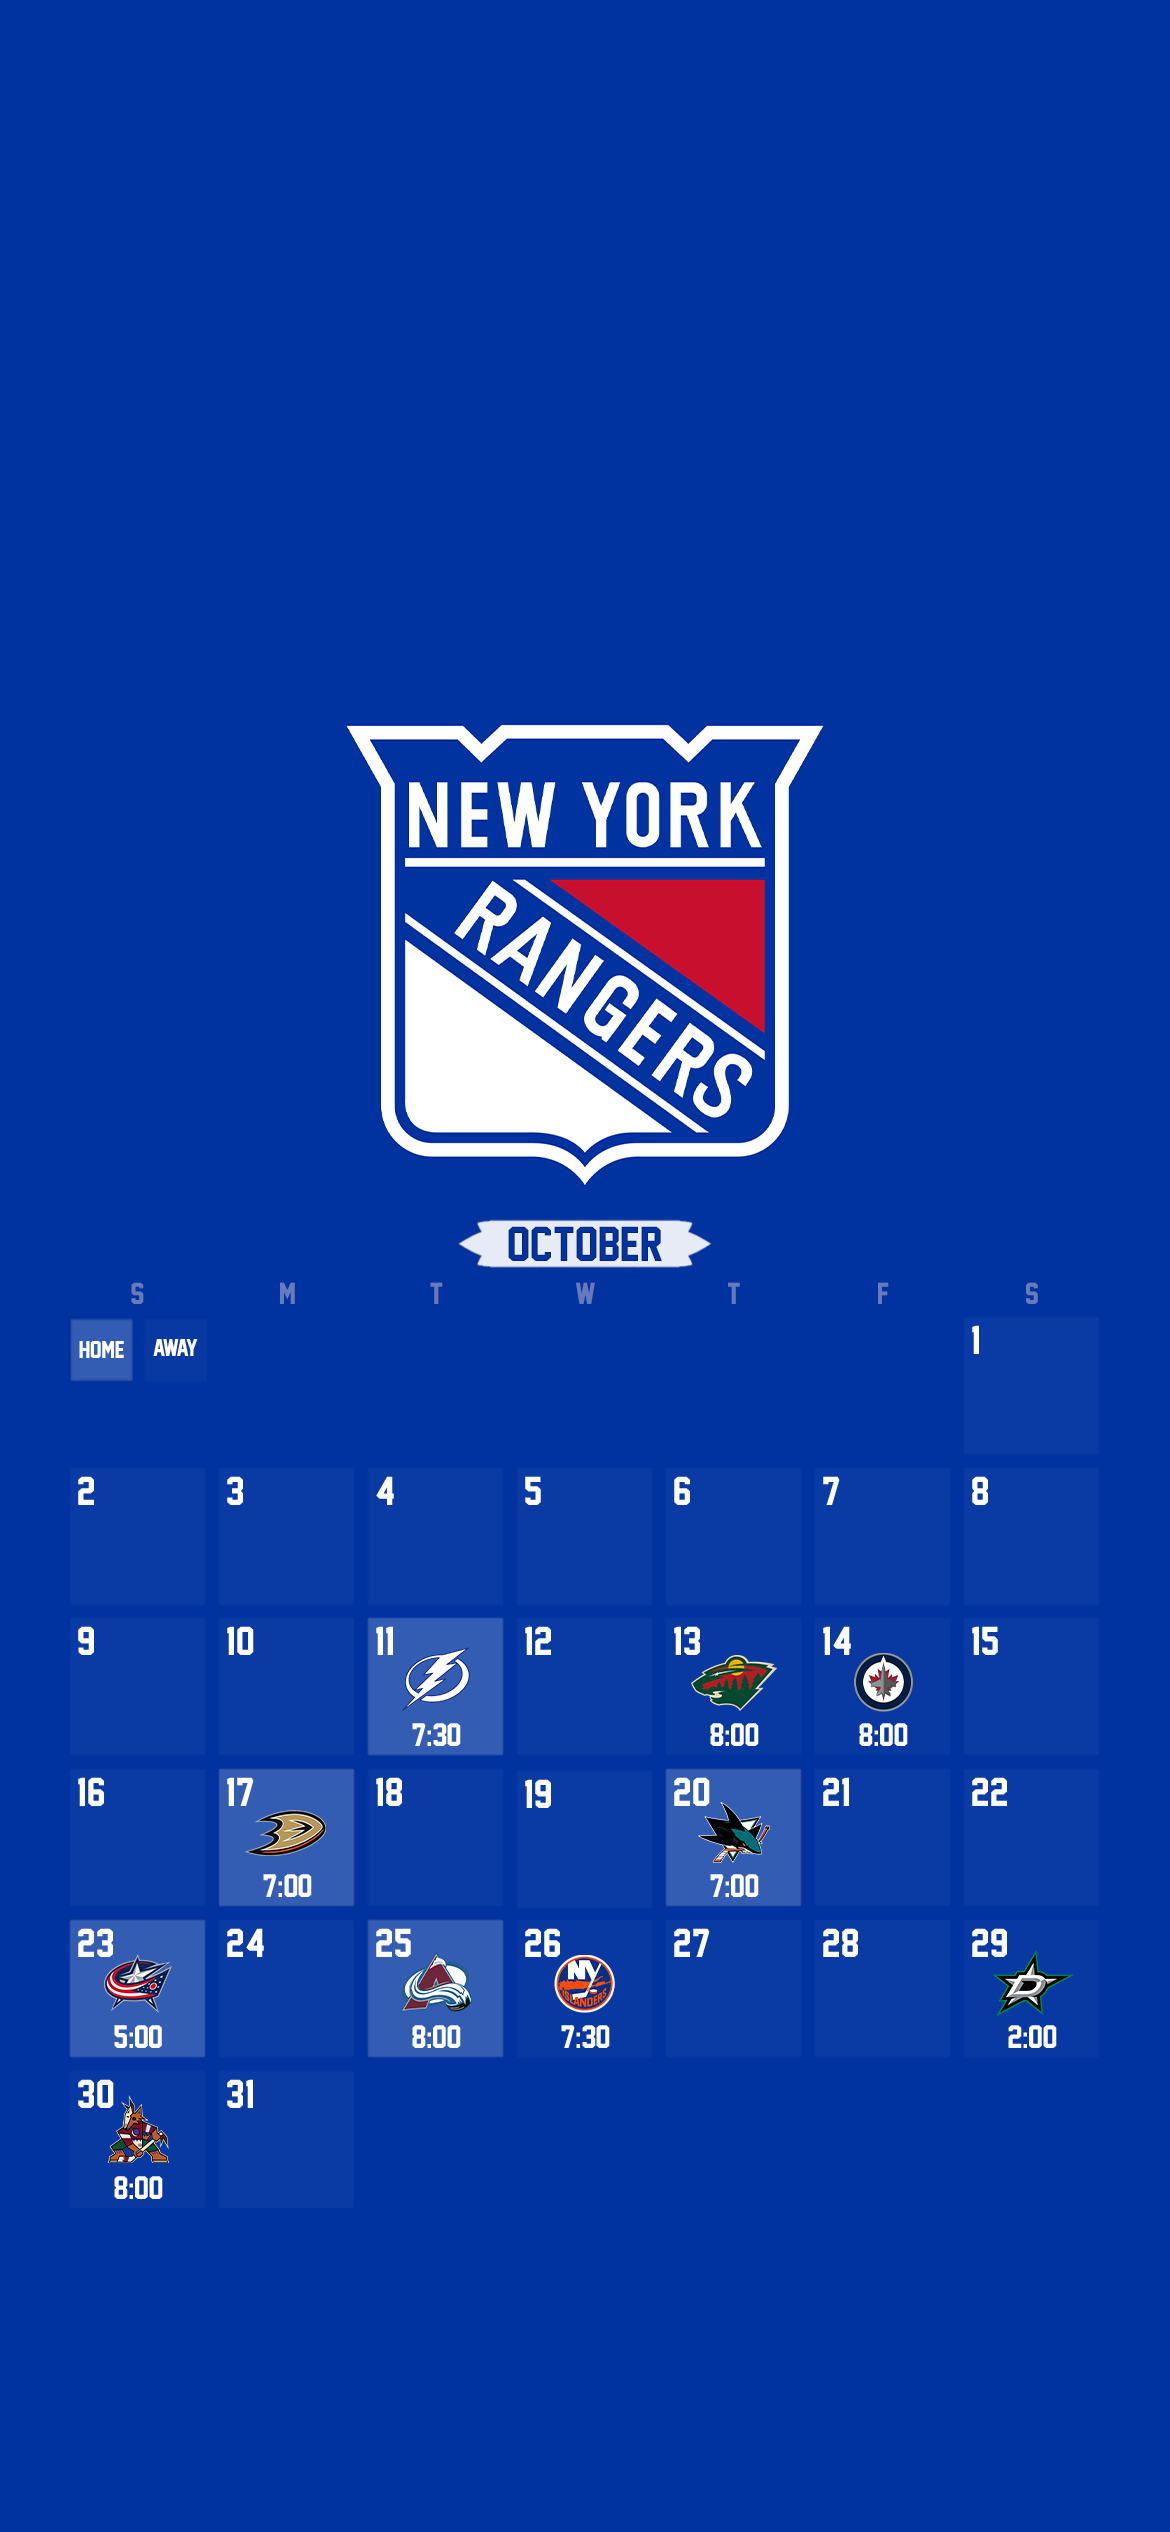 NEW YORK
RANGERS
OCTOBER
S M T W T F S
HOME AWAY 1
2 3 4 5 6 7 8
9 10 11 12 13 14 15
7:30 8:00 8:00
16 17 18 19 20 21 22
7:00 7:00
23 24 25 26 27 28 29
NY
ISLANDERS
D
5:00 8:00 7:30 2:00
30 31
8:00